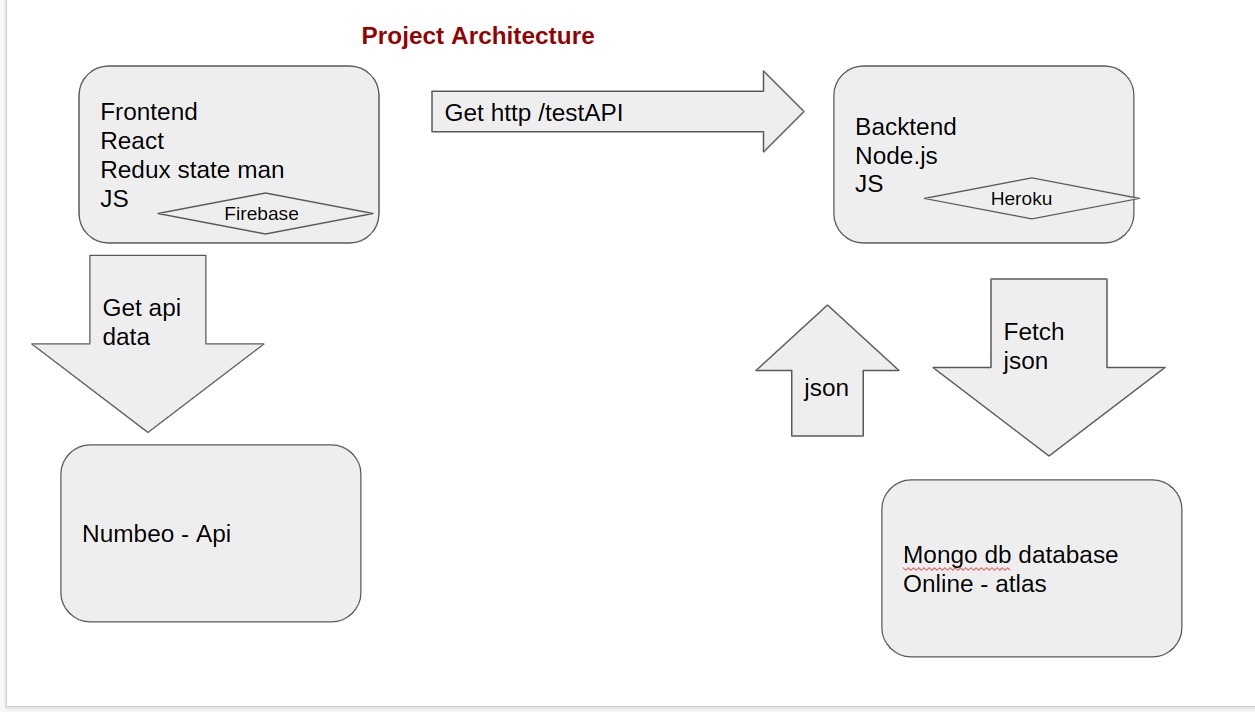 Project Architecture
Frontend
React
Redux state man
JS
Firebase
Get http /testAPI
Backtend
Node.js
JS
Heroku
Get api
data
json
Fetch
json
Numbeo - Api
Mongo db database
Online - atlas